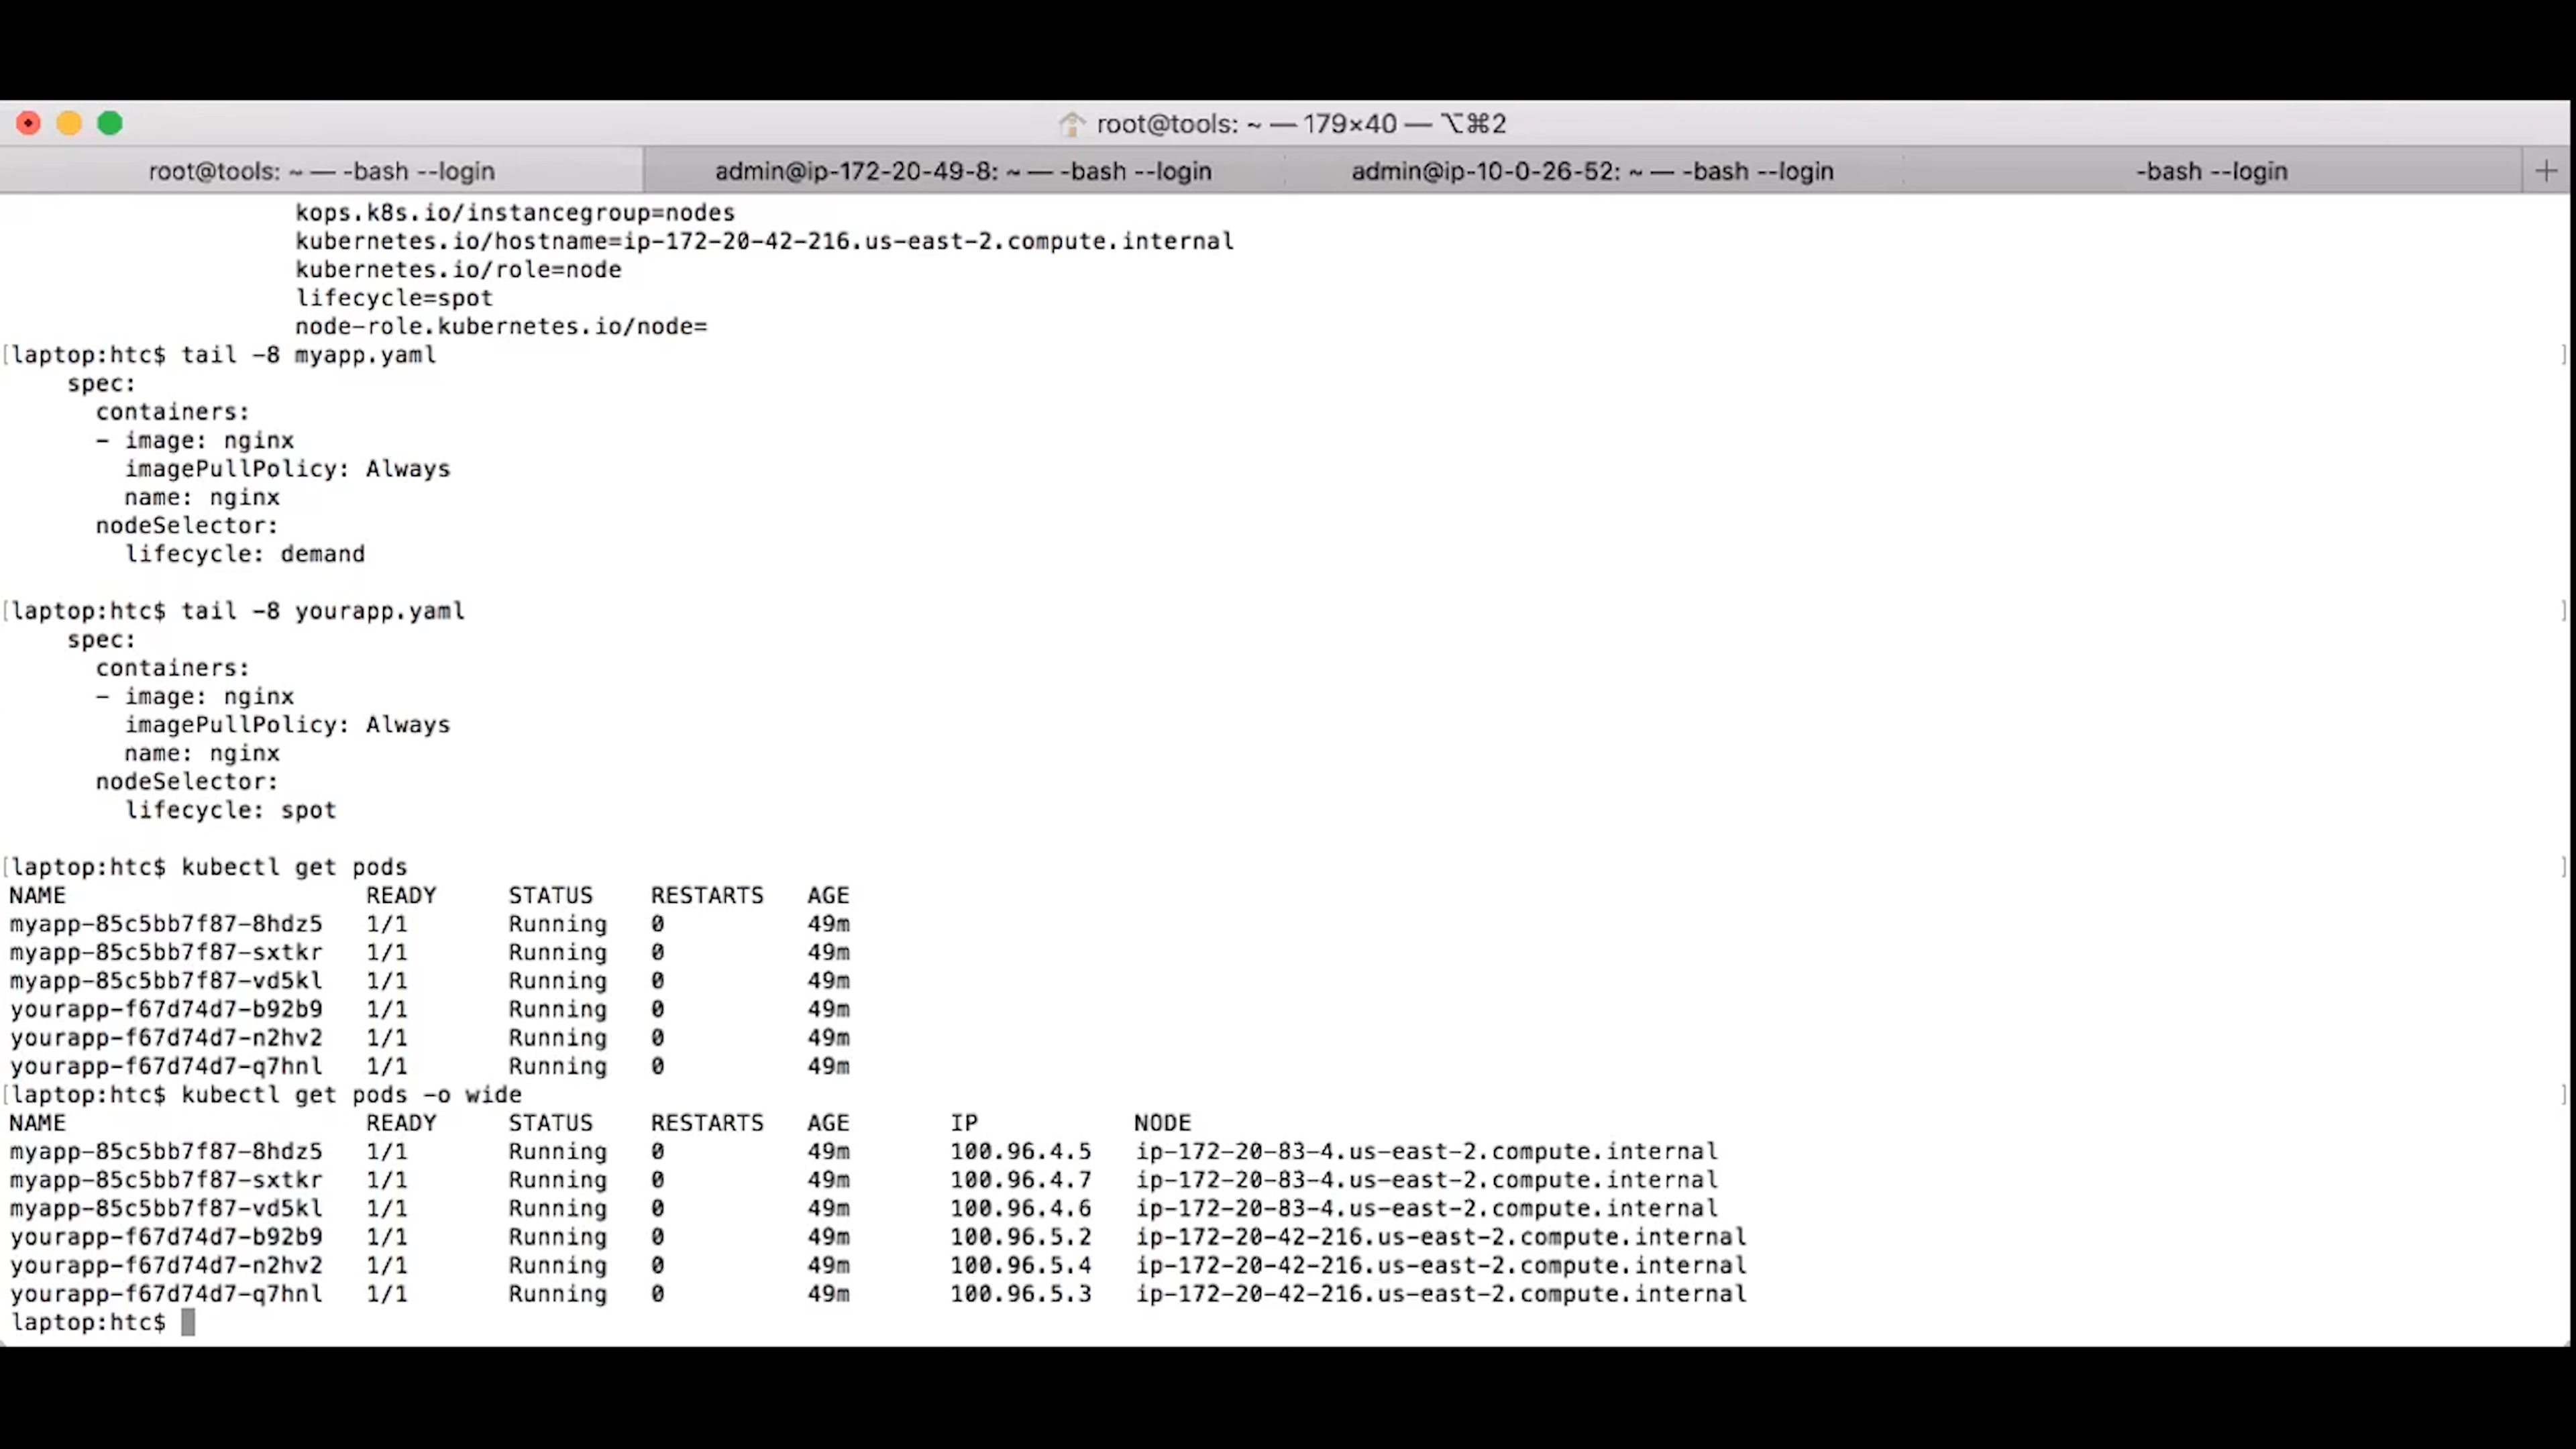 root@tools: ~ — 179×40 — ⌥⌘2
root@tools: ~ — -bash --login
admin@ip-172-20-49-8: ~ — -bash --login
admin@ip-10-0-26-52: ~ — -bash --login
-bash --login
+
kops.k8s.io/instancegroup=nodes
kubernetes.io/hostname=ip-172-20-42-216.us-east-2.compute.internal
kubernetes.io/role=node
lifecycle=spot
node-role.kubernetes.io/node=
[laptop:htc$ tail -8 myapp.yaml ]
spec:
containers:
- image: nginx
imagePullPolicy: Always
name: nginx
nodeSelector:
lifecycle: demand
[laptop:htc$ tail -8 yourapp.yaml ]
spec:
containers:
- image: nginx
imagePullPolicy: Always
name: nginx
nodeSelector:
lifecycle: spot
[laptop:htc$ kubectl get pods ]
NAME READY STATUS RESTARTS AGE
myapp-85c5bb7f87-8hdz5 1/1 Running 0 49m
myapp-85c5bb7f87-sxtkr 1/1 Running 0 49m
myapp-85c5bb7f87-vd5kl 1/1 Running 0 49m
yourapp-f67d74d7-b92b9 1/1 Running 0 49m
yourapp-f67d74d7-n2hv2 1/1 Running 0 49m
yourapp-f67d74d7-q7hnl 1/1 Running 0 49m
[laptop:htc$ kubectl get pods -o wide ]
NAME READY STATUS RESTARTS AGE IP NODE
myapp-85c5bb7f87-8hdz5 1/1 Running 0 49m 100.96.4.5 ip-172-20-83-4.us-east-2.compute.internal
myapp-85c5bb7f87-sxtkr 1/1 Running 0 49m 100.96.4.7 ip-172-20-83-4.us-east-2.compute.internal
myapp-85c5bb7f87-vd5kl 1/1 Running 0 49m 100.96.4.6 ip-172-20-83-4.us-east-2.compute.internal
yourapp-f67d74d7-b92b9 1/1 Running 0 49m 100.96.5.2 ip-172-20-42-216.us-east-2.compute.internal
yourapp-f67d74d7-n2hv2 1/1 Running 0 49m 100.96.5.4 ip-172-20-42-216.us-east-2.compute.internal
yourapp-f67d74d7-q7hnl 1/1 Running 0 49m 100.96.5.3 ip-172-20-42-216.us-east-2.compute.internal
laptop:htc$